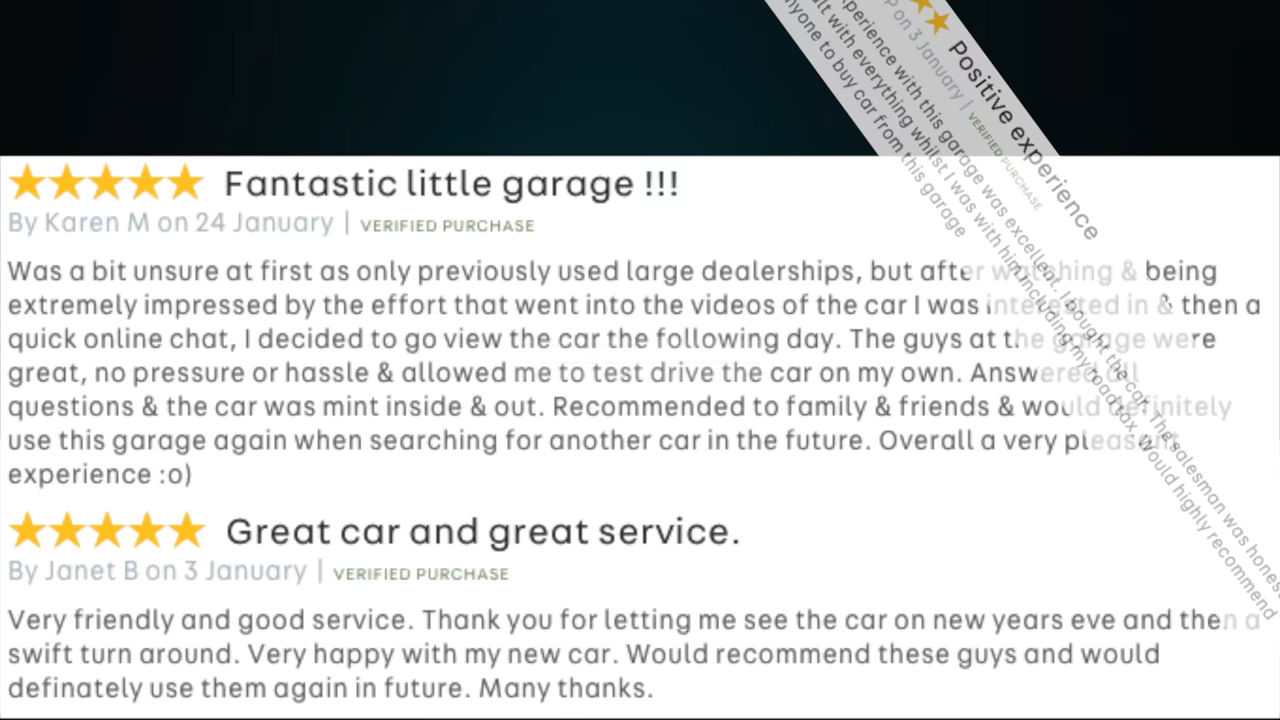 Fantastic little garage !!!
By Karen M on 24 January | VERIFIED PURCHASE
Was a bit unsure at first as only previously used large dealerships, but after watching & being
extremely impressed by the effort that went into the videos of the car I was interested in & then a
quick online chat, I decided to go view the car the following day. The guys at the garage were
great, no pressure or hassle & allowed me to test drive the car on my own. Answered all
questions & the car was mint inside & out. Recommended to family & friends & would definitely
use this garage again when searching for another car in the future. Overall a very pleasant
experience :o)
Great car and great service.
By Janet B on 3 January | VERIFIED PURCHASE
Very friendly and good service. Thank you for letting me see the car on new years eve and then a
swift turn around. Very happy with my new car. Would recommend these guys and would
definately use them again in future. Many thanks.
Positive experience
on 3 January | VERIFIED PURCHASE
experience with this garage was excellent. I bought the car. The salesman was honest
with everything whilst I was with him including my road tax. Would highly recommend
anyone to buy car from this garage